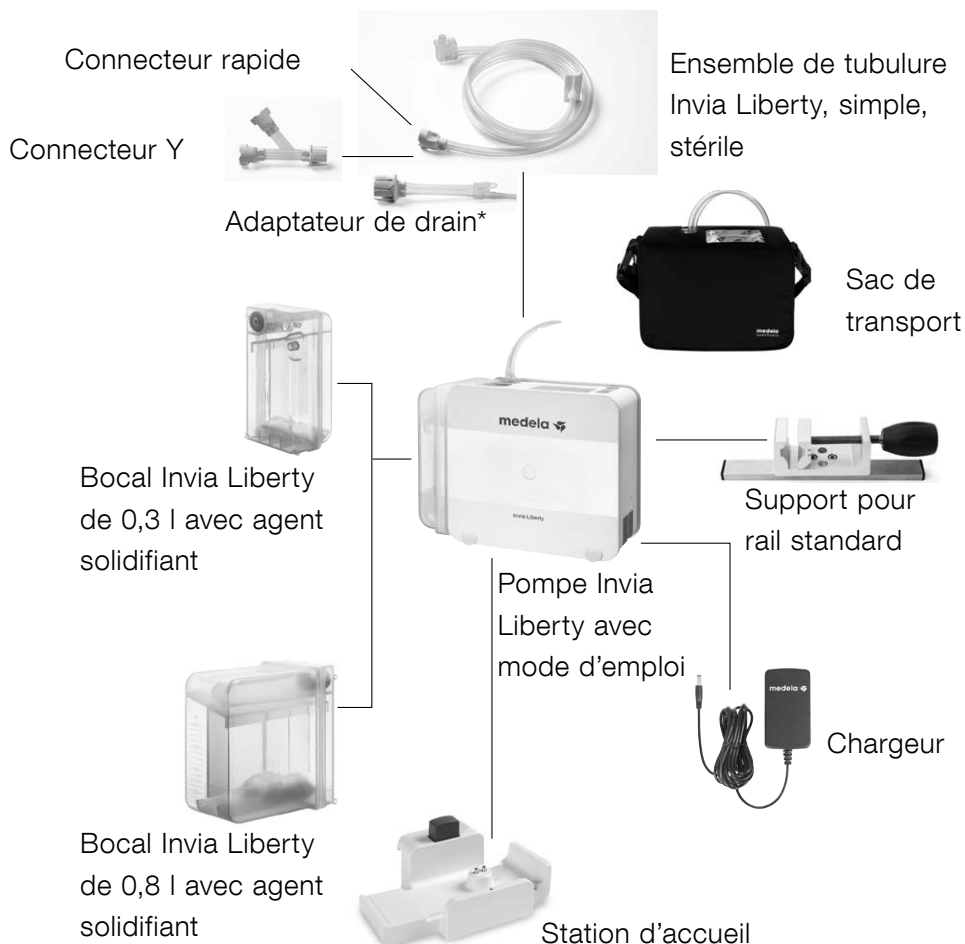 Connecteur rapide
Ensemble de tubulure
Invia Liberty, simple,
stérile
Connecteur Y
Adaptateur de drain*
Sac de
transport
medela
medela
Invia Liberty
Bocal Invia Liberty
de 0,3 l avec agent
solidifiant
Support pour
rail standard
Pompe Invia
Liberty avec
mode d’emploi
medela
Chargeur
Bocal Invia Liberty
de 0,8 l avec agent
solidifiant
Station d’accueil